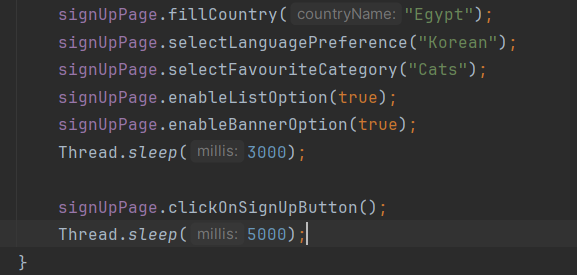 signUpPage.fillCountry( countryName: "Egypt");
signUpPage.selectLanguagePreference("Korean");
signUpPage.selectFavouriteCategory("Cats");
signUpPage.enableListOption(true);
signUpPage.enableBannerOption(true);
Thread.sleep( millis: 3000);
signUpPage.clickOnSignUpButton();
Thread.sleep( millis: 5000);
}